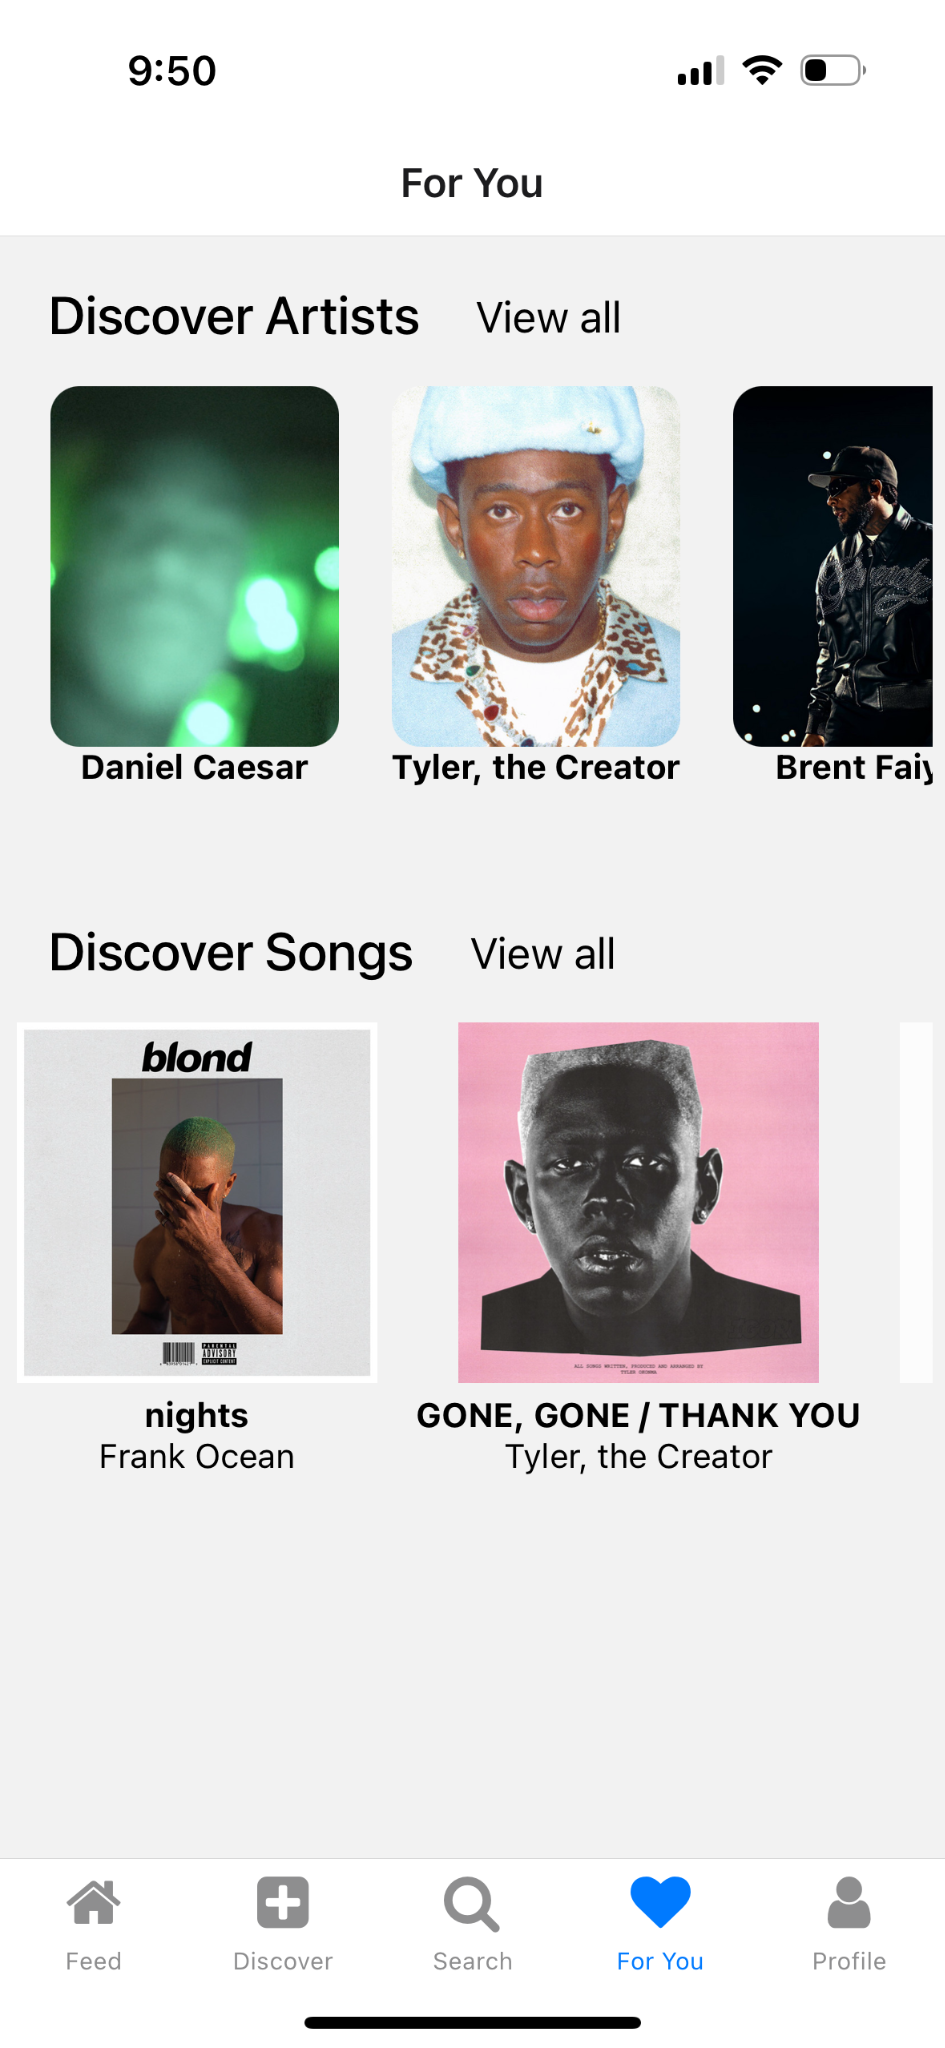 9:50
For You
Discover Artists View all
Daniel Caesar
Tyler, the Creator
Brent Faiy
Discover Songs View all
blond
PARENTAL
ADVISORY
EXPLICIT CONTENT
ALL SONGS WRITTEN, PRODUCED AND ARRANGED BY
TYLER OKONMA
nights
Frank Ocean
GONE, GONE / THANK YOU
Tyler, the Creator
Feed
Discover
Search
For You
Profile